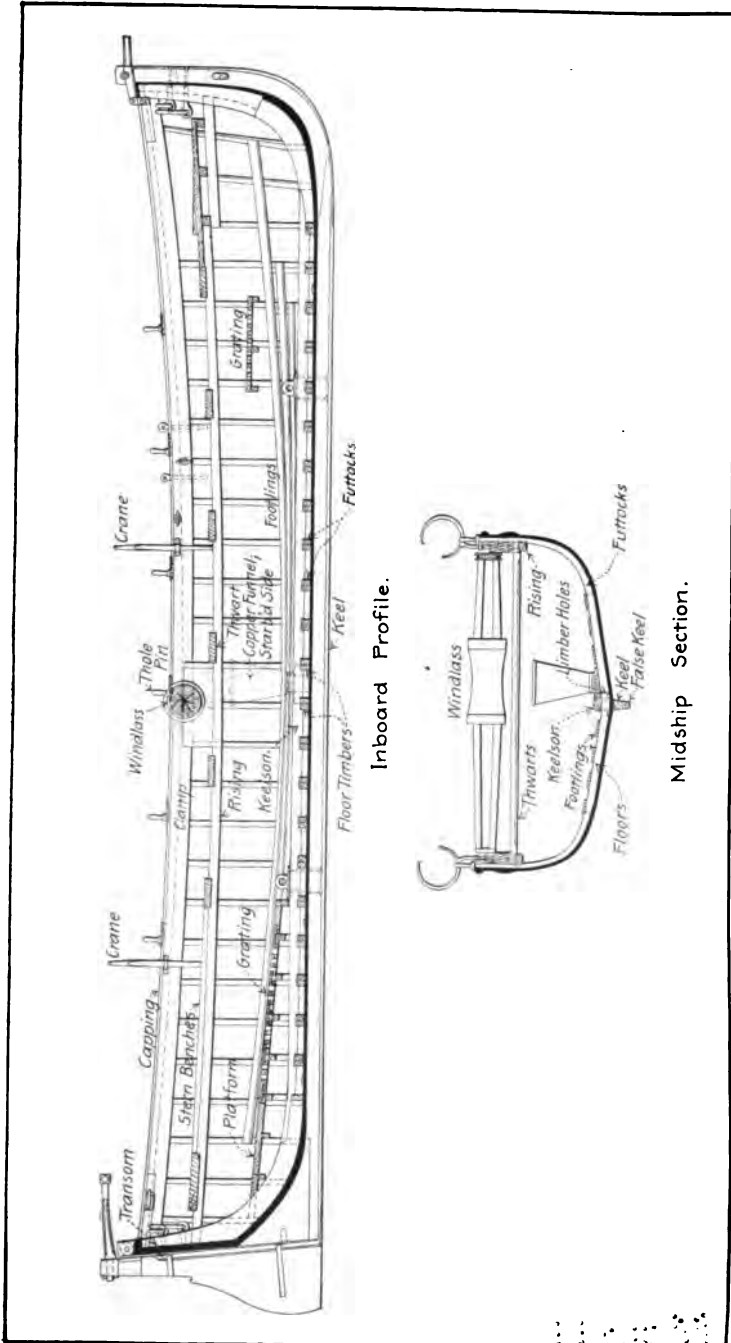 Transom
Capping
Crane
Stern Benches
Platform
Grating
Clamp
Windlass
Thole
Pin
Crane
Rising
Keelson.
Thwart
Copper Funnel,
Starb'd Side
Footlings
Grating
Floor Timbers
Keel
Futtocks
Inboard Profile.
Windlass
Thwarts
Keelson.
Footlings
Floors
Limber Holes
Rising.
Futtocks
Keel
False Keel
Midship Section.